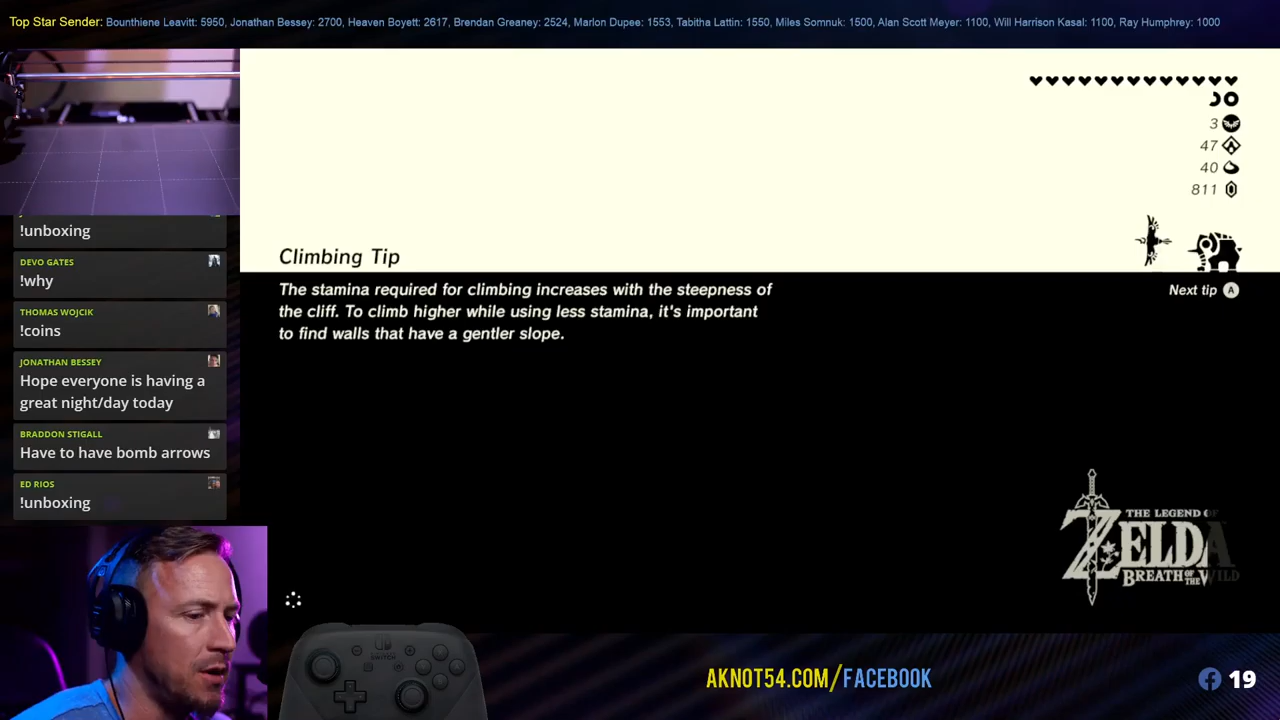 Top Star Sender: Bounthiene Leavitt: 5950, Jonathan Bessey: 2700, Heaven Boyett: 2617, Brendan Greaney: 2524, Marlon Dupee: 1553, Tabitha Lattin: 1550, Miles Somnuk: 1500, Alan Scott Meyer: 1100, Will Harrison Kasal: 1100, Ray Humphrey: 1000
3
47
40
811
!unboxing
DEVO GATES
!why
THOMAS WOJCIK
!coins
JONATHAN BESSEY
Hope everyone is having a
great night/day today
BRADDON STIGALL
Have to have bomb arrows
ED RIOS
!unboxing
Climbing Tip
The stamina required for climbing increases with the steepness of
the cliff. To climb higher while using less stamina, it's important
to find walls that have a gentler slope.
Next tip A
THE LEGEND OF
ZELDA
BREATH OF THE WILD
AKNOT54.COM/FACEBOOK
19